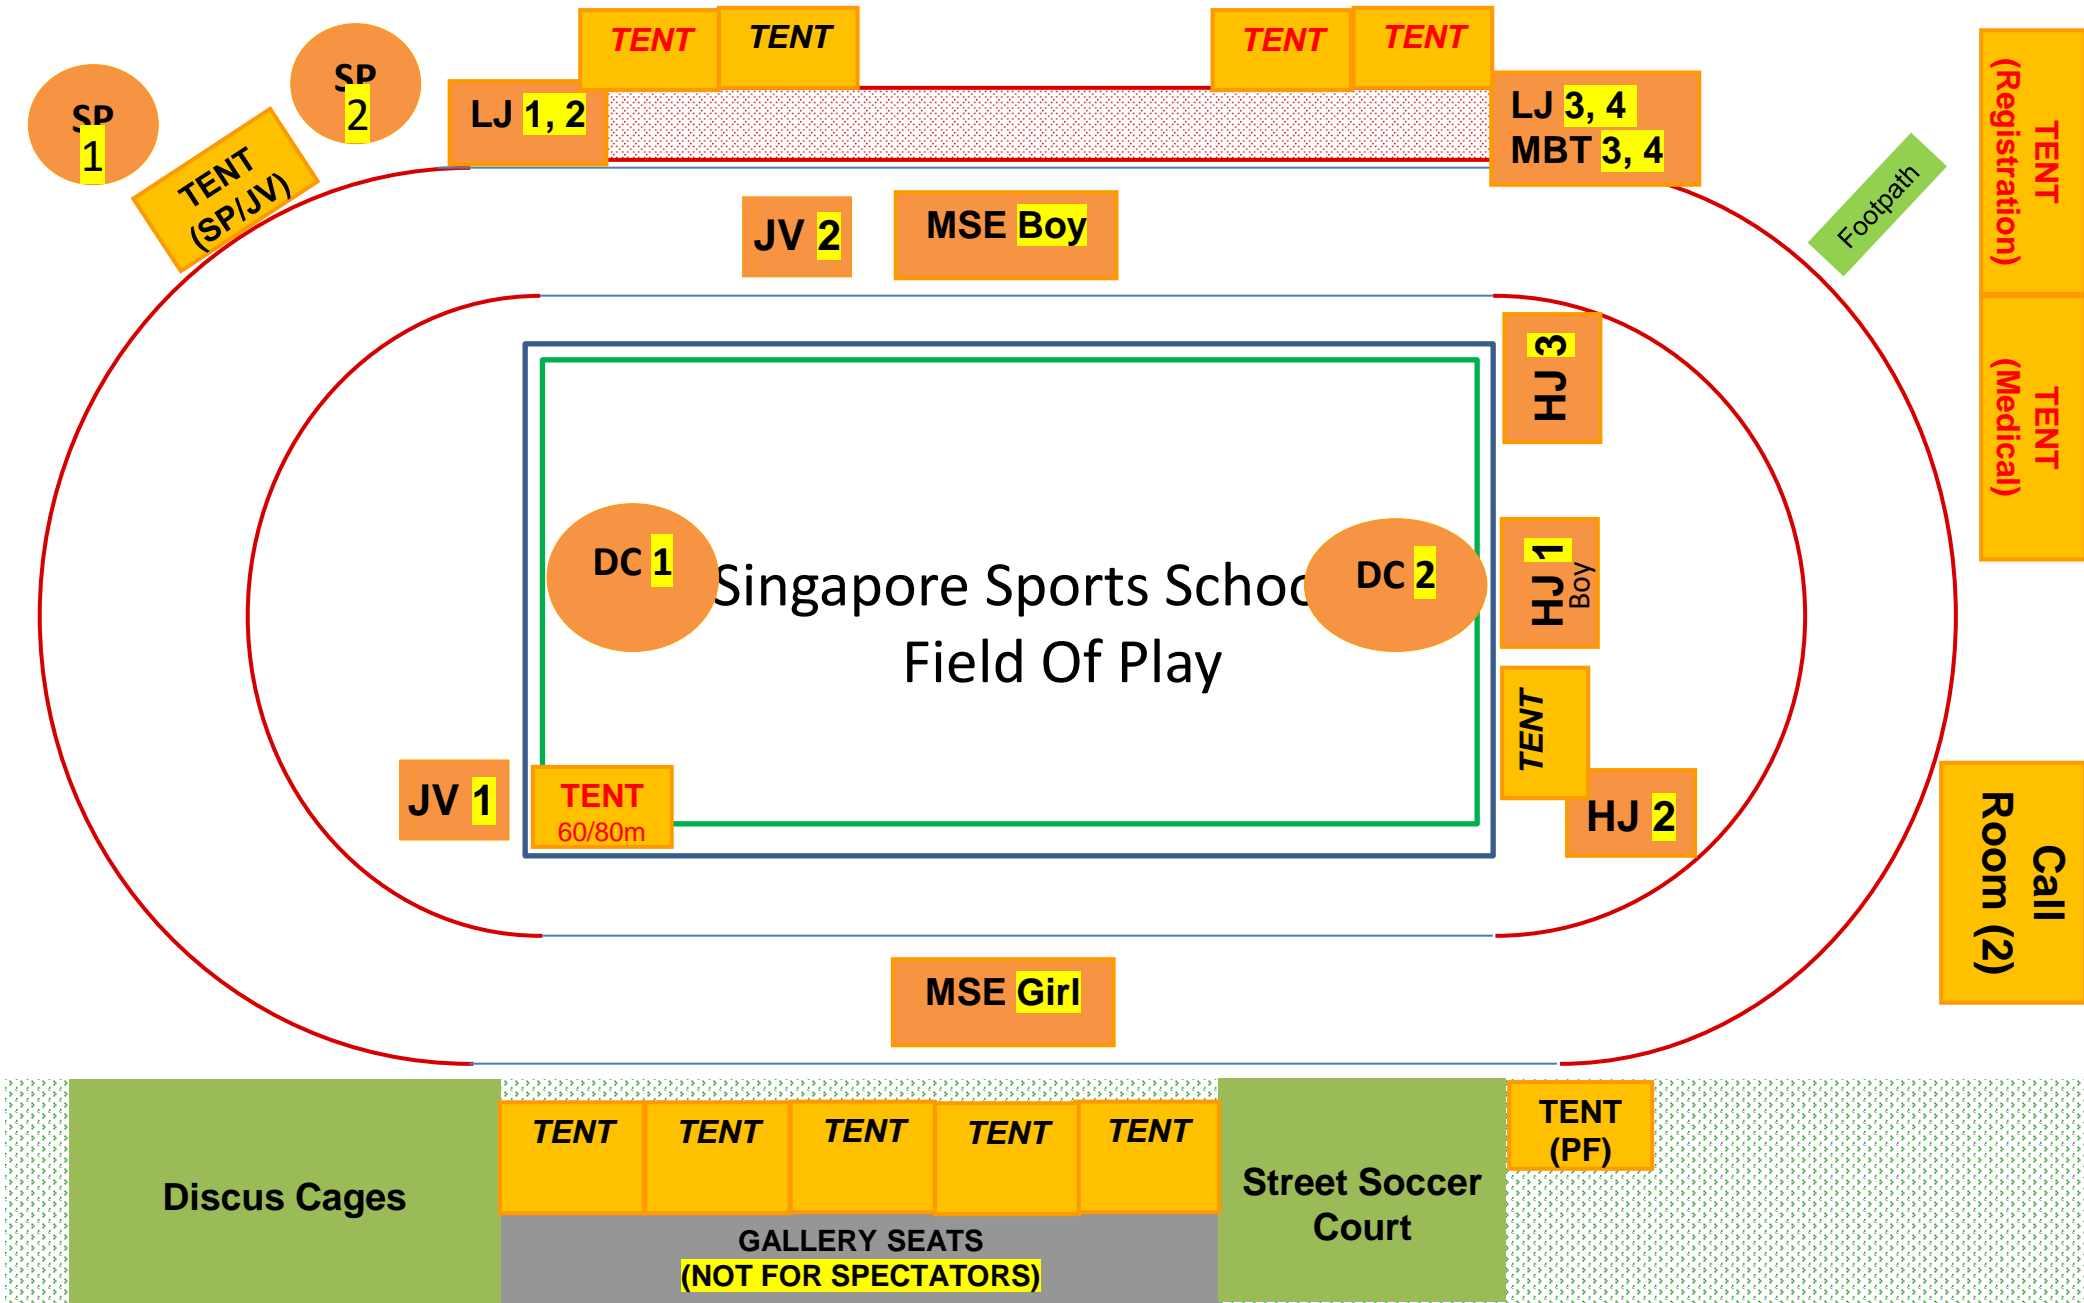 TENT
TENT
TENT
TENT
SP
1
SP
2
TENT
(SP/JV)
LJ 1, 2
LJ 3, 4
MBT 3, 4
Footpath
TENT
(Registration)
TENT
(Medical)
JV 2
MSE Boy
HJ 3
DC 1
Singapore Sports Schoo
Field Of Play
DC 2
HJ 1
Boy
TENT
JV 1
TENT
60/80m
HJ 2
Call
Room (2)
MSE Girl
Discus Cages
TENT
TENT
TENT
TENT
TENT
GALLERY SEATS
(NOT FOR SPECTATORS)
Street Soccer
Court
TENT
(PF)